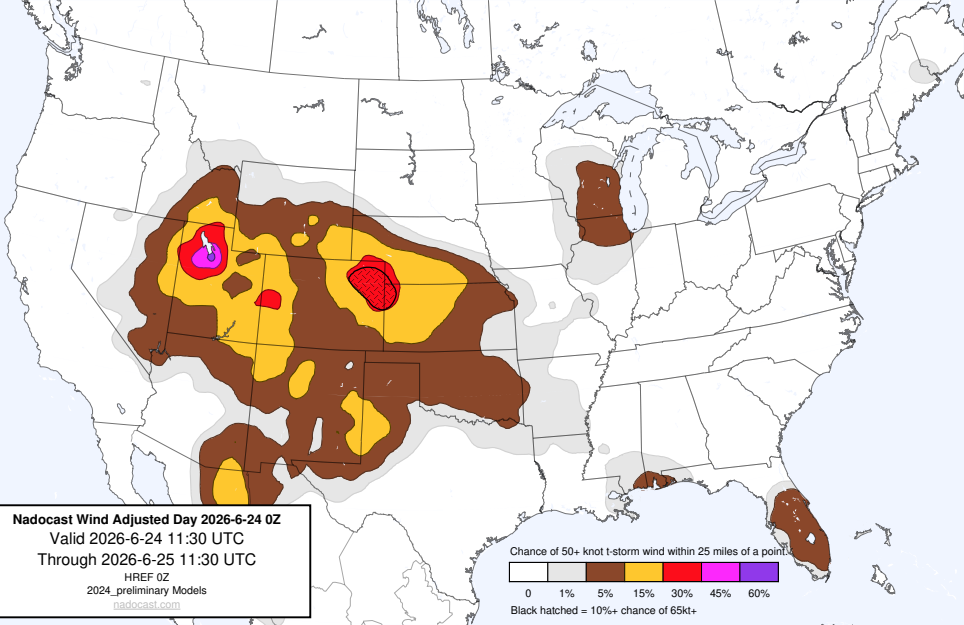 Nadocast Wind Adjusted Day 2026-6-24 0Z
Valid 2026-6-24 11:30 UTC
Through 2026-6-25 11:30 UTC
HREF 0Z
2024_preliminary Models
nadocast.com
Chance of 50+ knot t-storm wind within 25 miles of a point.
0 1% 5% 15% 30% 45% 60%
Black hatched = 10%+ chance of 65kt+